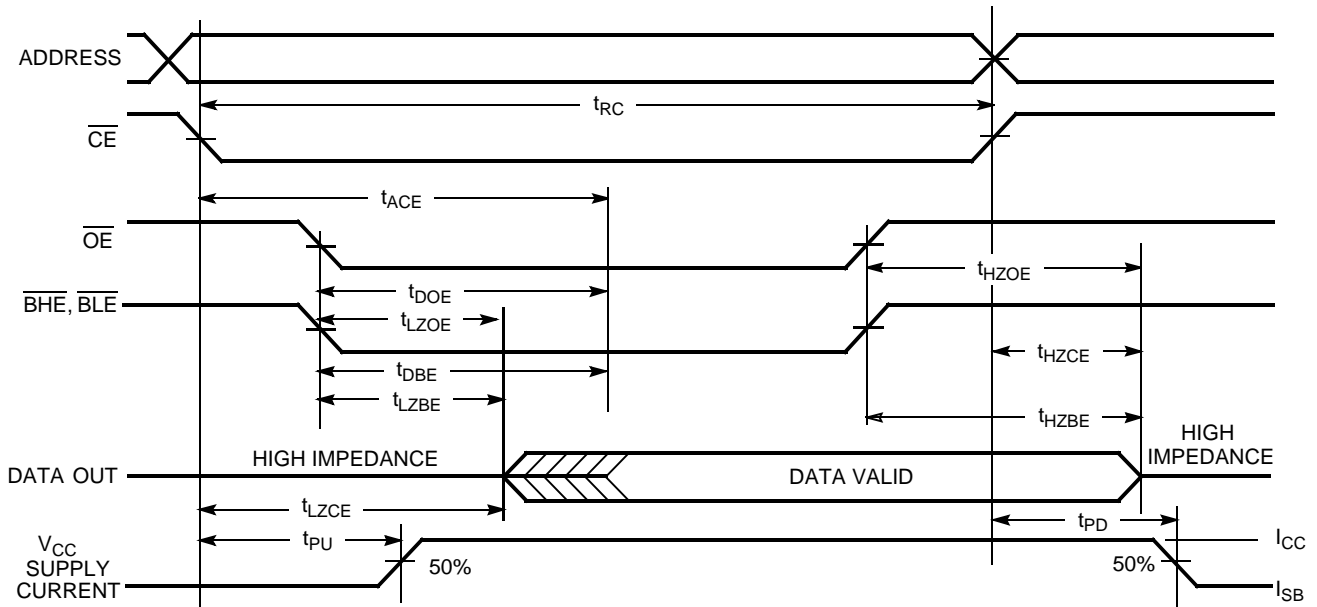 ADDRESS
tRC
CE
tACE
OE
tHZOE
tDOE
BHE, BLE
tLZOE
tHZCE
tDBE
tLZBE
tHZBE
HIGH IMPEDANCE
HIGH
IMPEDANCE
DATA OUT
DATA VALID
tLZCE
tPD
tPU
VCC
SUPPLY
CURRENT
50%
50%
ICC
ISB